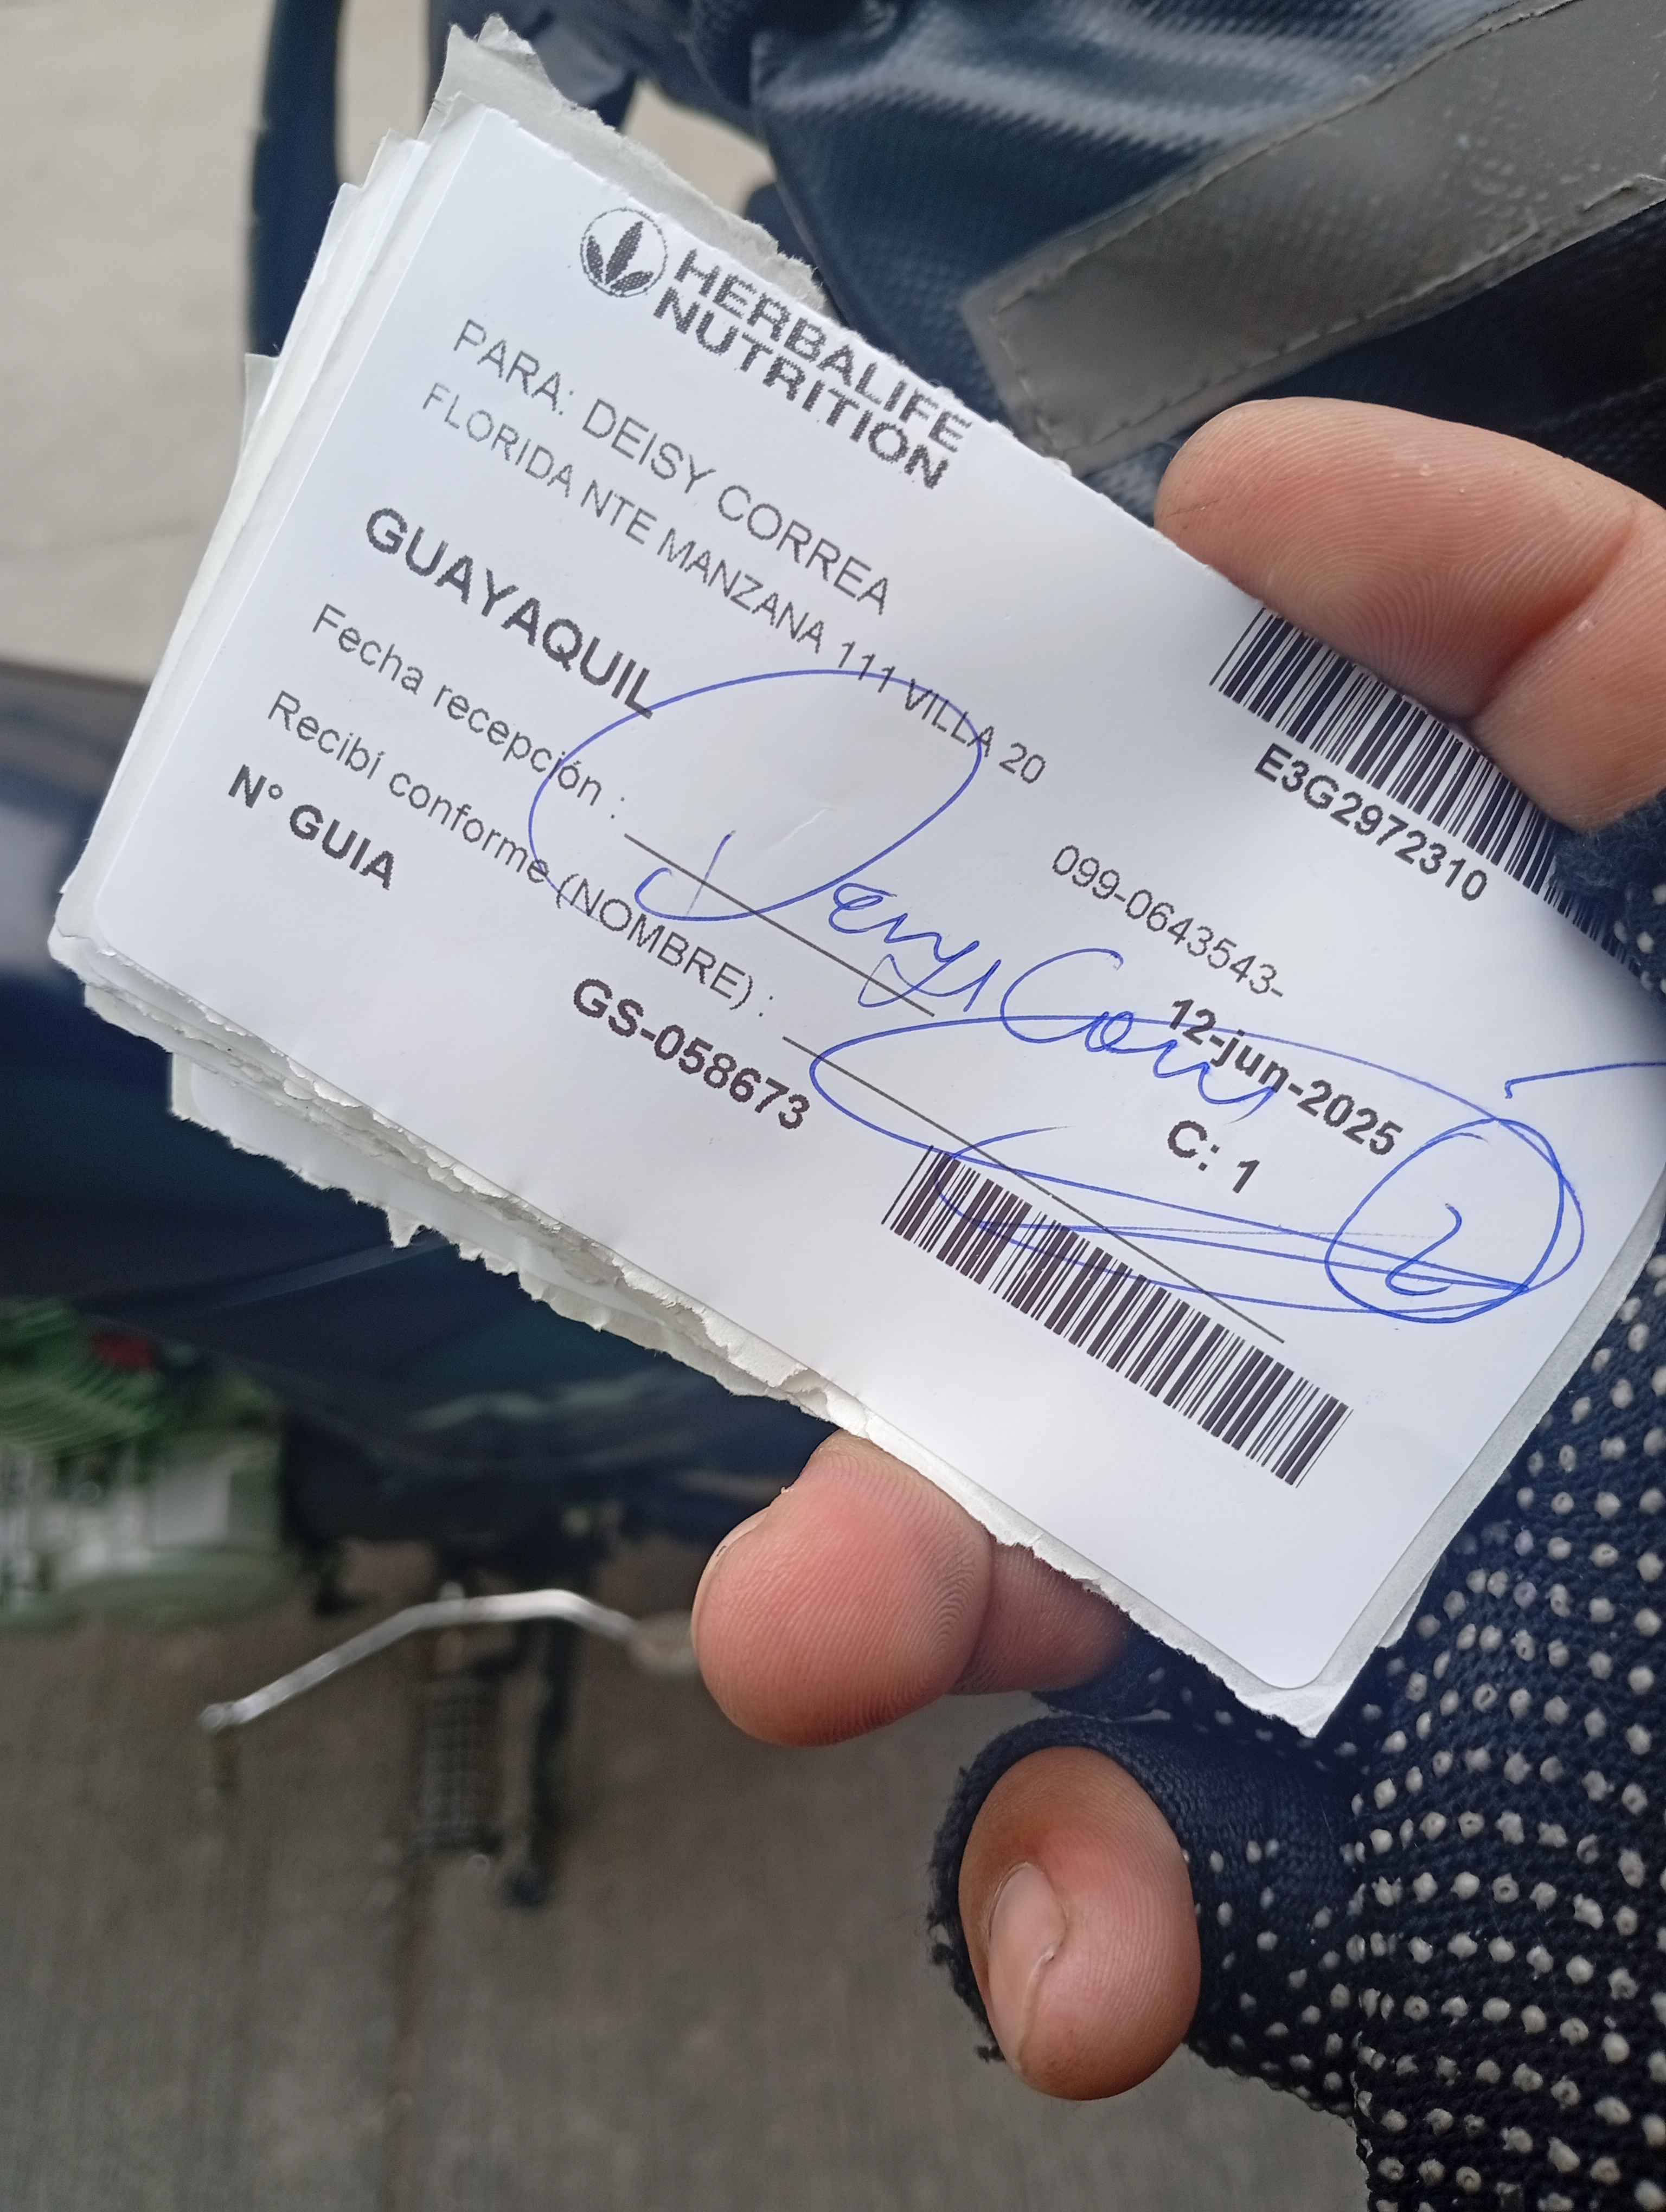 HERBALIFE
NUTRITION
PARA: DEISY CORREA
FLORIDA NTE MANZANA 111 VILLA 20
E3G2972310
GUAYAQUIL
099-0643543-
Fecha recepción :
12-jun-2025
Recibí conforme (NOMBRE) :
C: 1
N° GUIA
GS-058673
2